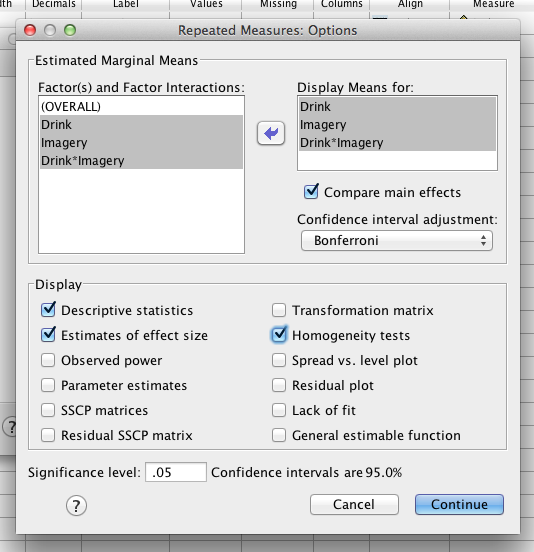 th Decimals Label Values Missing Columns Align Measure
Repeated Measures: Options
Estimated Marginal Means
Factor(s) and Factor Interactions:
(OVERALL)
Drink
Imagery
Drink*Imagery
Display Means for:
Drink
Imagery
Drink*Imagery
Compare main effects
Confidence interval adjustment:
Bonferroni
Display
Descriptive statistics
Estimates of effect size
Observed power
Parameter estimates
SSCP matrices
Residual SSCP matrix
Transformation matrix
Homogeneity tests
Spread vs. level plot
Residual plot
Lack of fit
General estimable function
Significance level: .05 Confidence intervals are 95.0%
?
?
Cancel
Continue